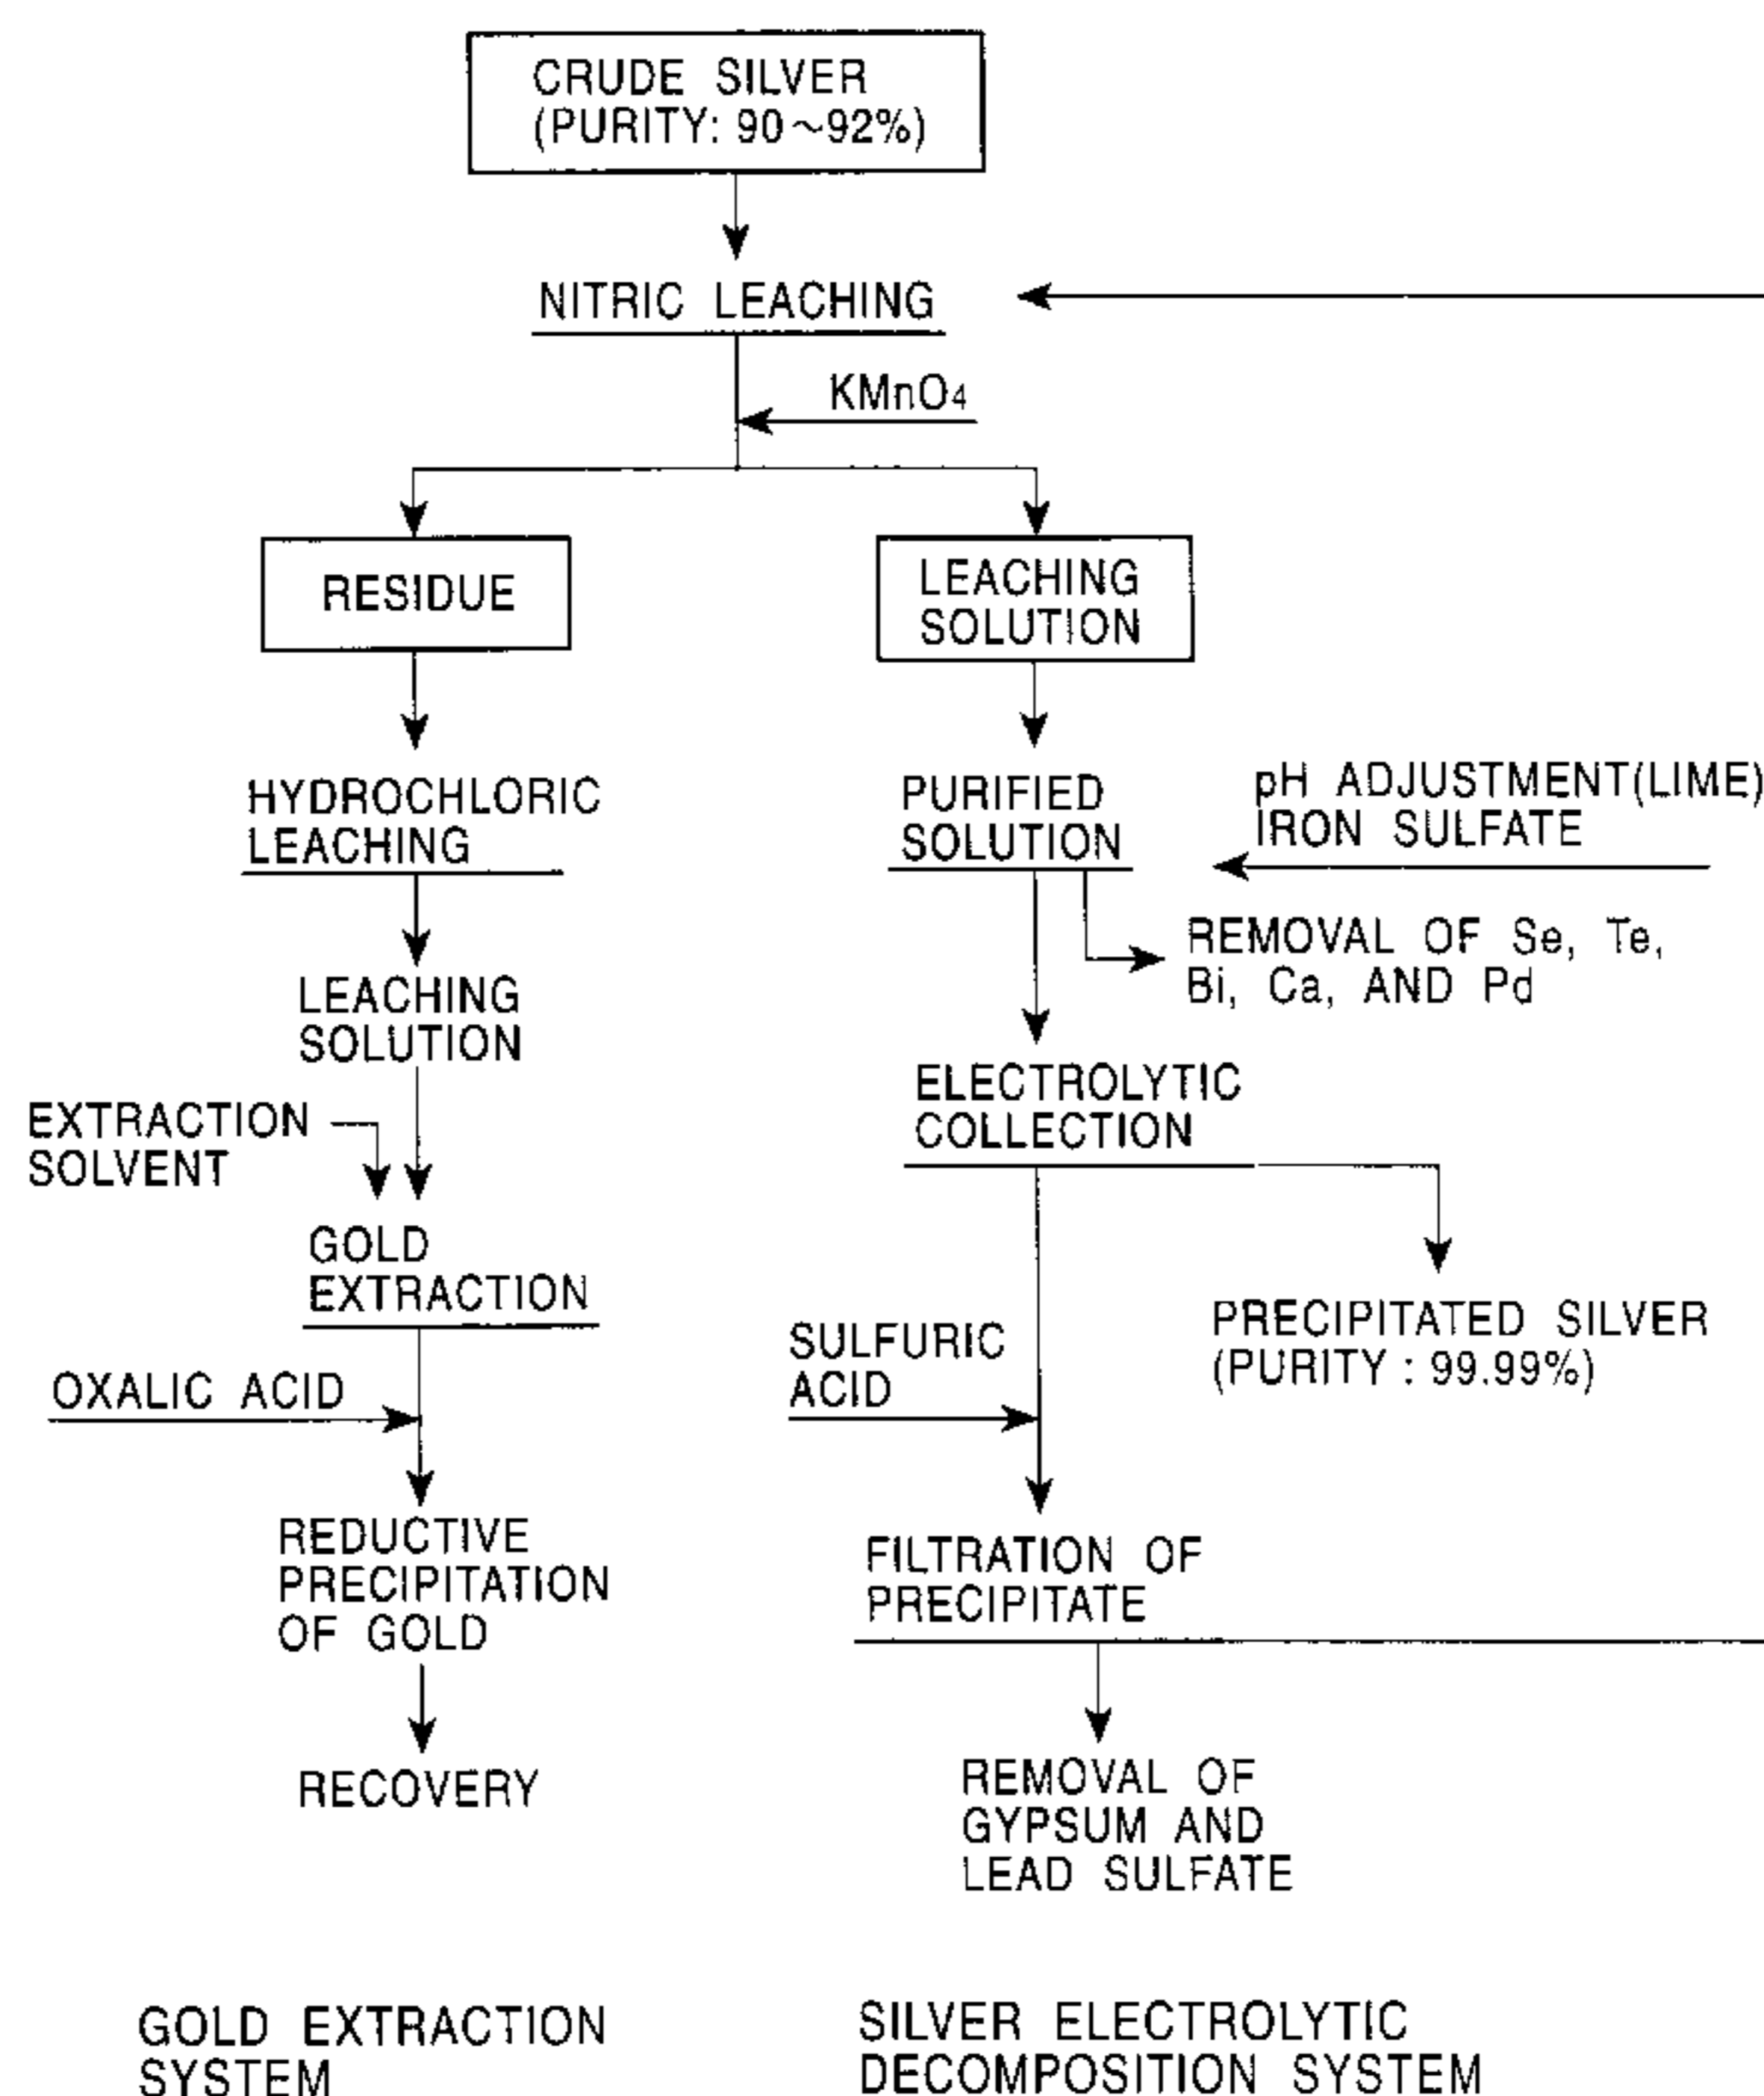 CRUDE SILVER
(PURITY: 90~92%)
NITRIC LEACHING
KMnO4
RESIDUE
LEACHING
SOLUTION
HYDROCHLORIC
LEACHING
PURIFIED
SOLUTION
pH ADJUSTMENT(LIME)
IRON SULFATE
REMOVAL OF Se, Te,
Bi, Ca, AND Pd
LEACHING
SOLUTION
ELECTROLYTIC
COLLECTION
EXTRACTION
SOLVENT
GOLD
EXTRACTION
PRECIPITATED SILVER
(PURITY : 99.99%)
SULFURIC
ACID
OXALIC ACID
REDUCTIVE
PRECIPITATION
OF GOLD
FILTRATION OF
PRECIPITATE
RECOVERY
REMOVAL OF
GYPSUM AND
LEAD SULFATE
GOLD EXTRACTION
SYSTEM
SILVER ELECTROLYTIC
DECOMPOSITION SYSTEM